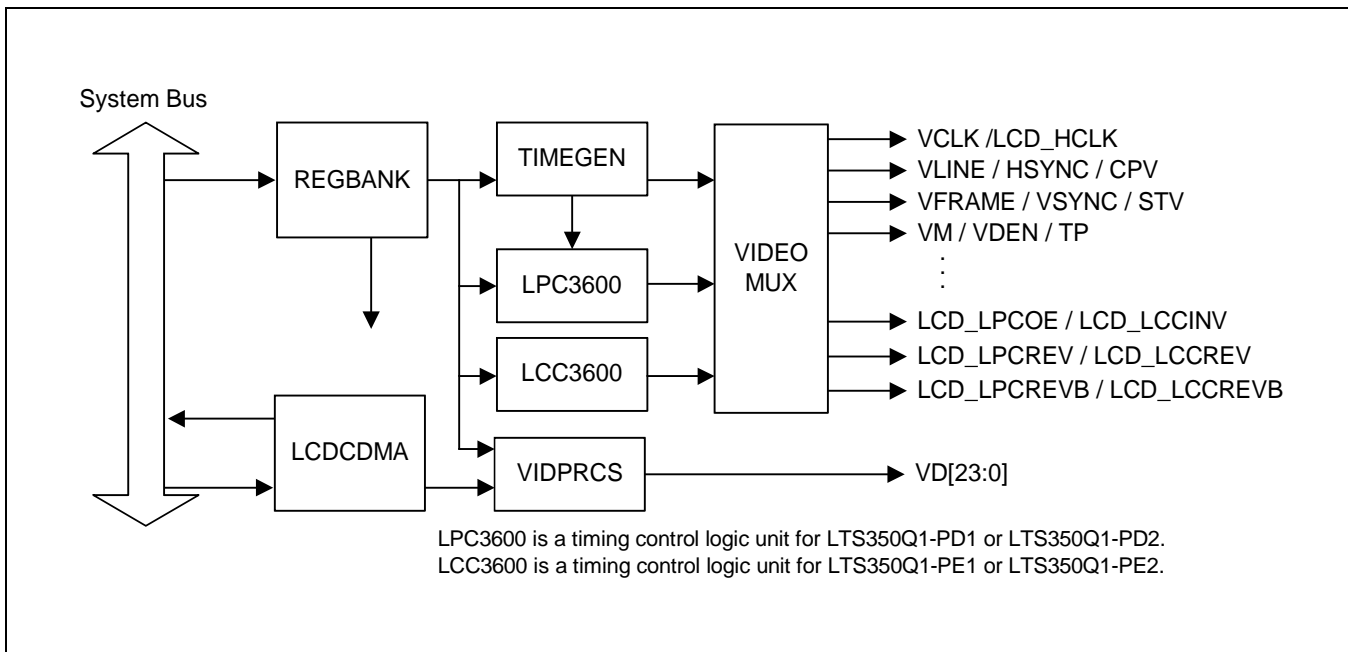 System Bus
REGBANK
TIMEGEN
LPC3600
LCC3600
LCDCDMA
VIDPRCS
VIDEO
MUX
VCLK /LCD_HCLK
VLINE / HSYNC / CPV
VFRAME / VSYNC / STV
VM / VDEN / TP
.
.
.
LCD_LPCOE / LCD_LCCINV
LCD_LPCREV / LCD_LCCREV
LCD_LPCREVB / LCD_LCCREVB
VD[23:0]
LPC3600 is a timing control logic unit for LTS350Q1-PD1 or LTS350Q1-PD2.
LCC3600 is a timing control logic unit for LTS350Q1-PE1 or LTS350Q1-PE2.